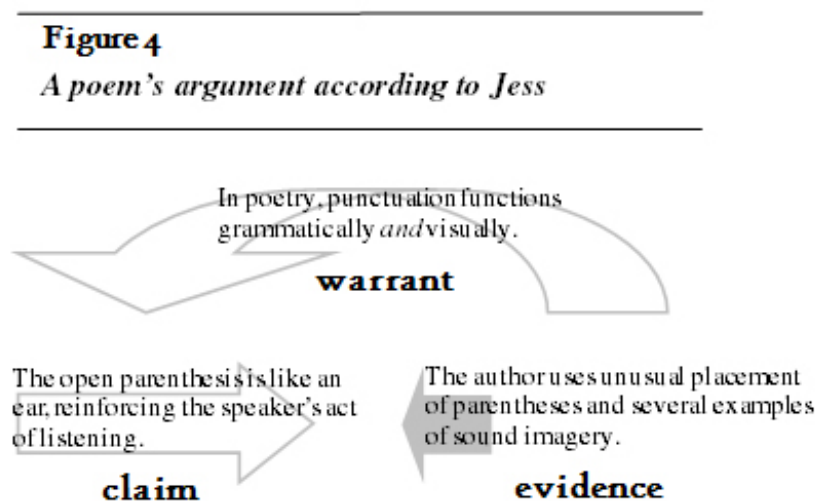 Figure 4
A poem's argument according to Jess
In poetry, punctuation functions
grammatically and visually.
warrant
The open parenthesis is like an
ear, reinforcing the speaker's act
of listening.
claim
The author uses unusual placement
of parentheses and several examples
of sound imagery.
evidence